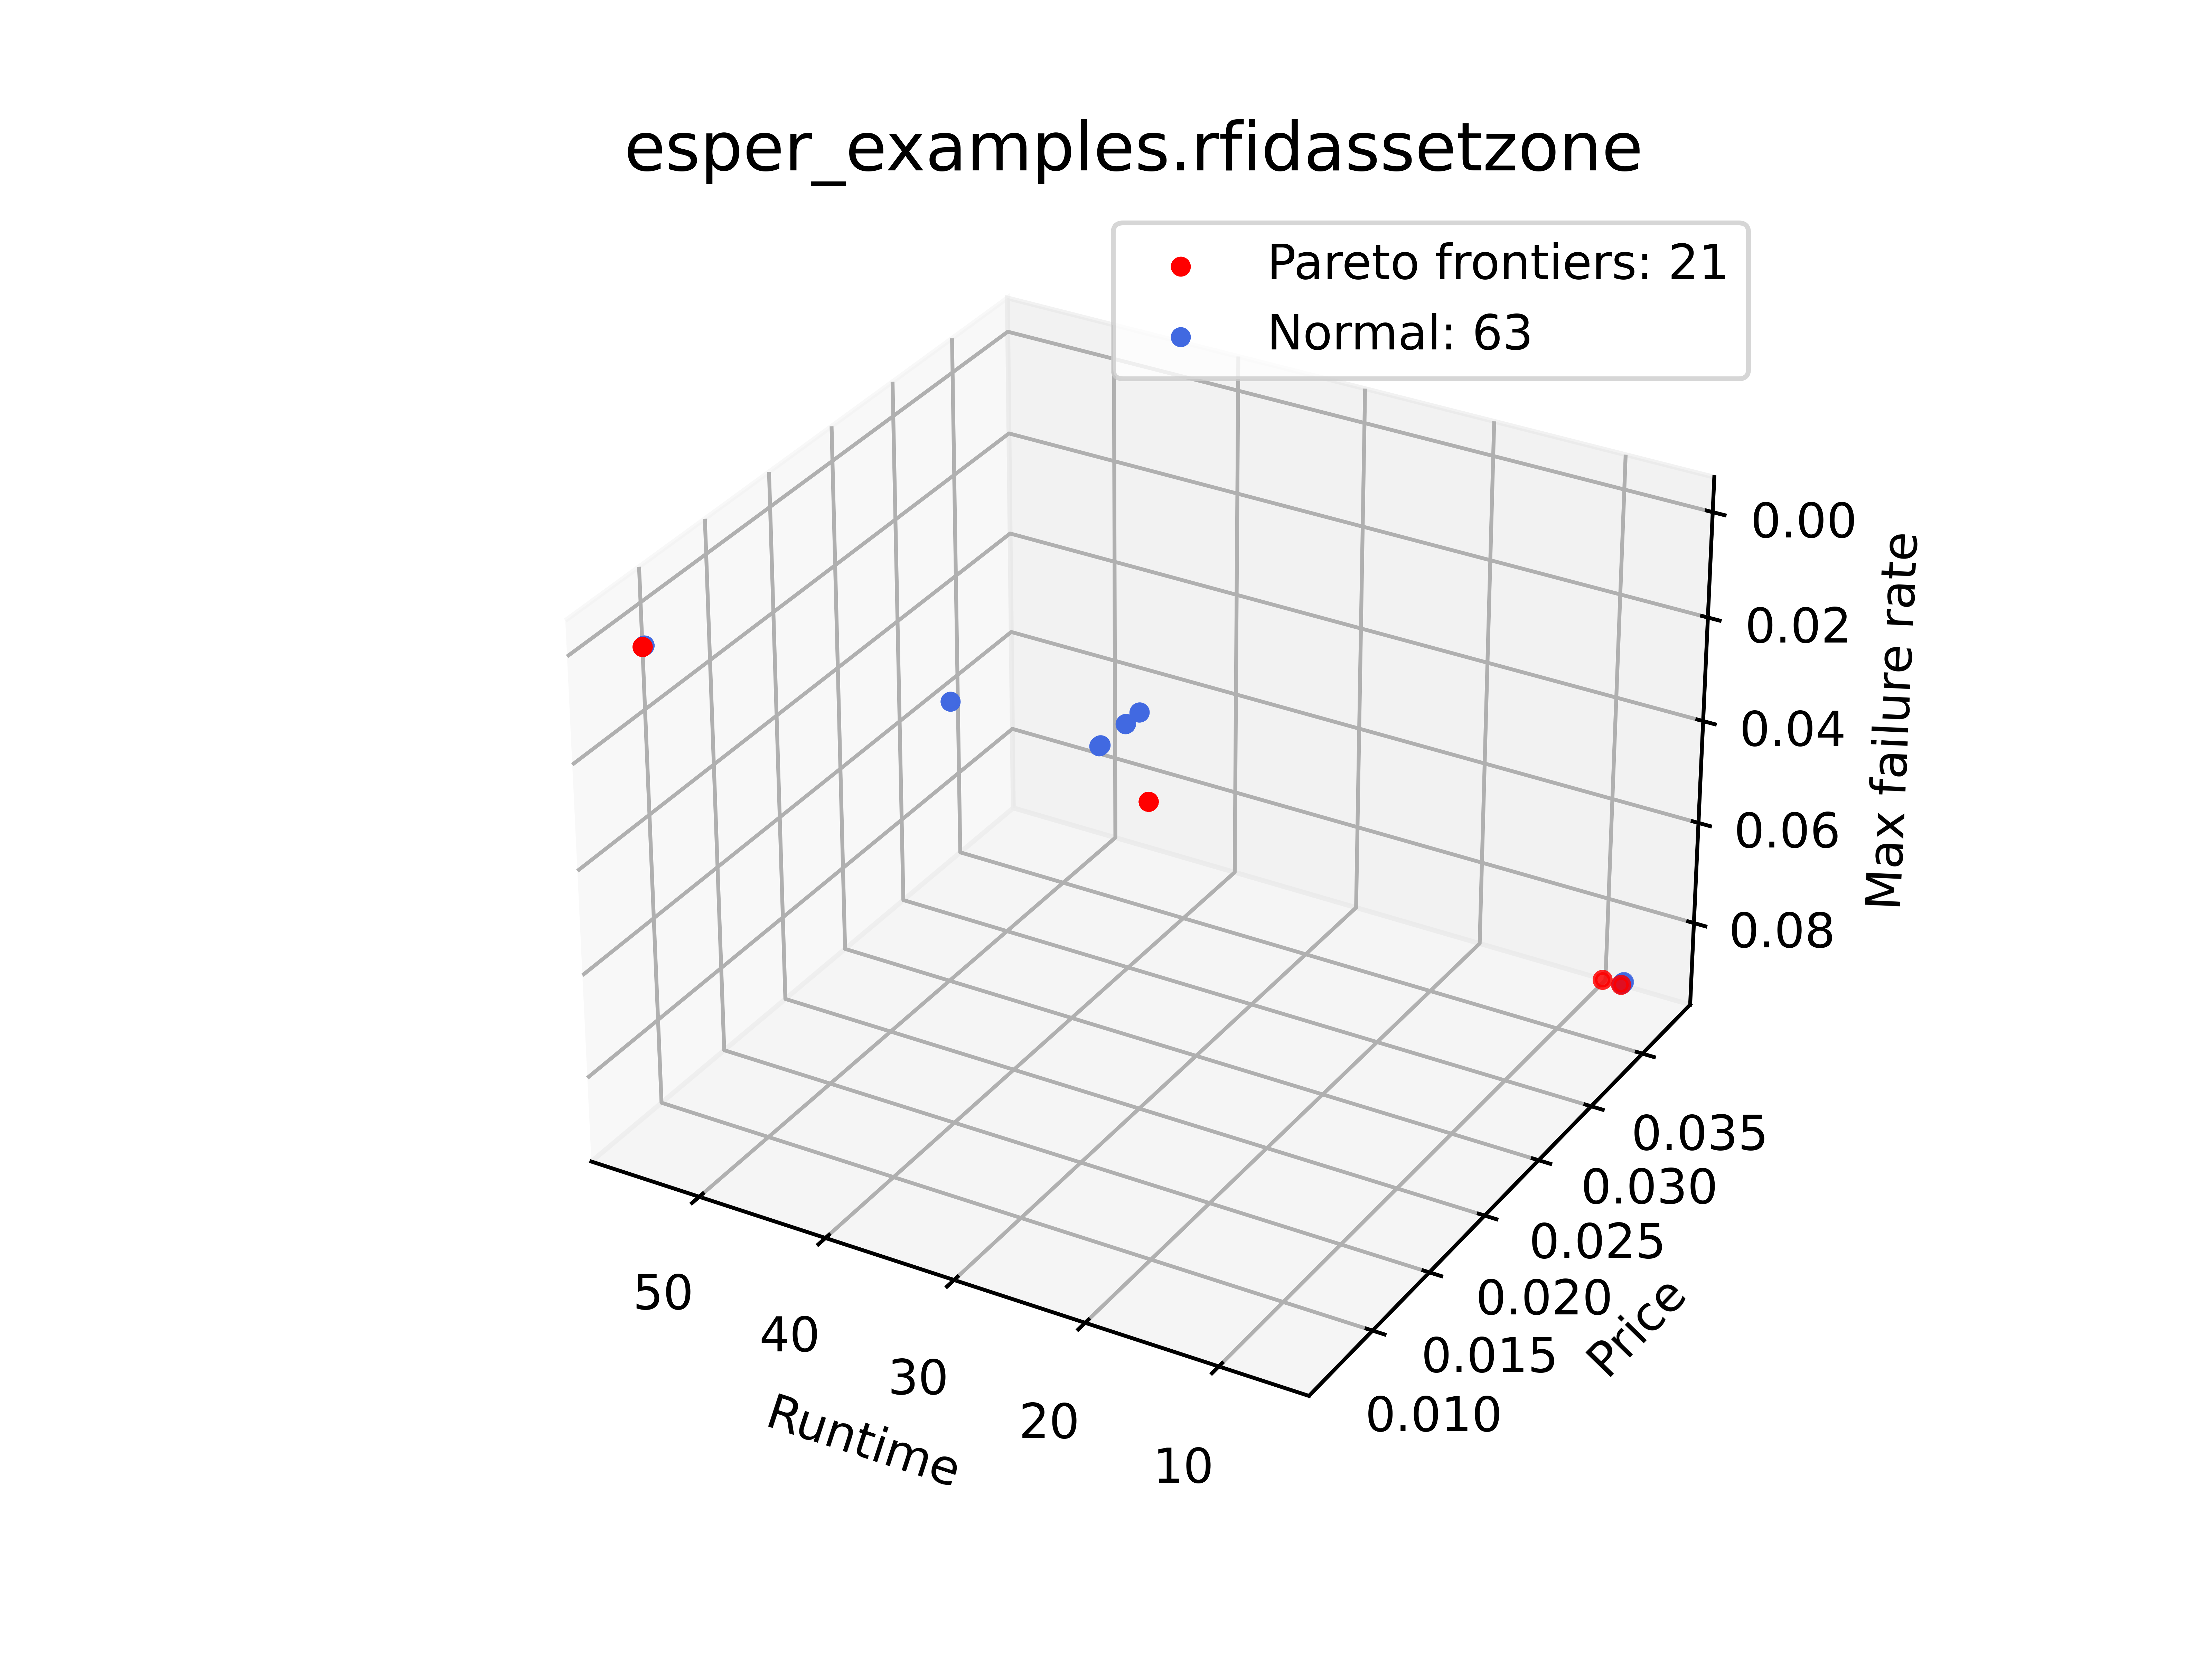 esper_examples.rfidassetzone
Pareto frontiers: 21
Normal: 63
0.00
0.02
0.04
0.06
0.08
Max failure rate
0.035
0.030
0.025
0.020
0.015
0.010
Price
50
40
30
20
10
Runtime